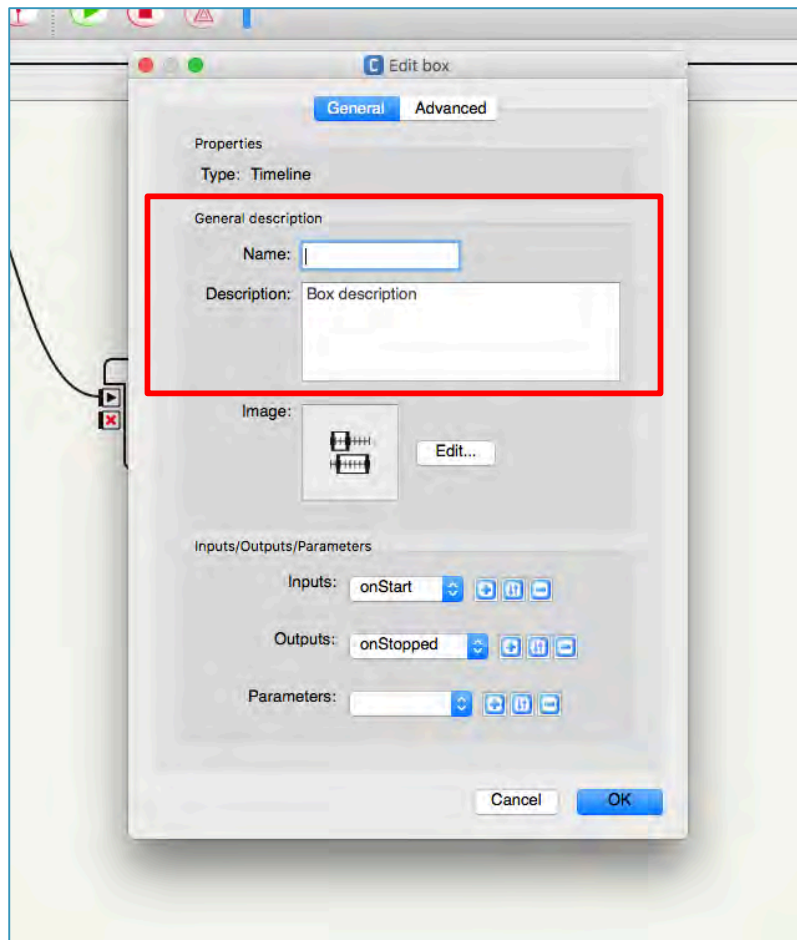 Edit box
General Advanced
Properties
Type: Timeline
General description
Name:
Description: Box description
Image:
Edit...
Inputs/Outputs/Parameters
Inputs: onStart
Outputs: onStopped
Parameters:
Cancel OK